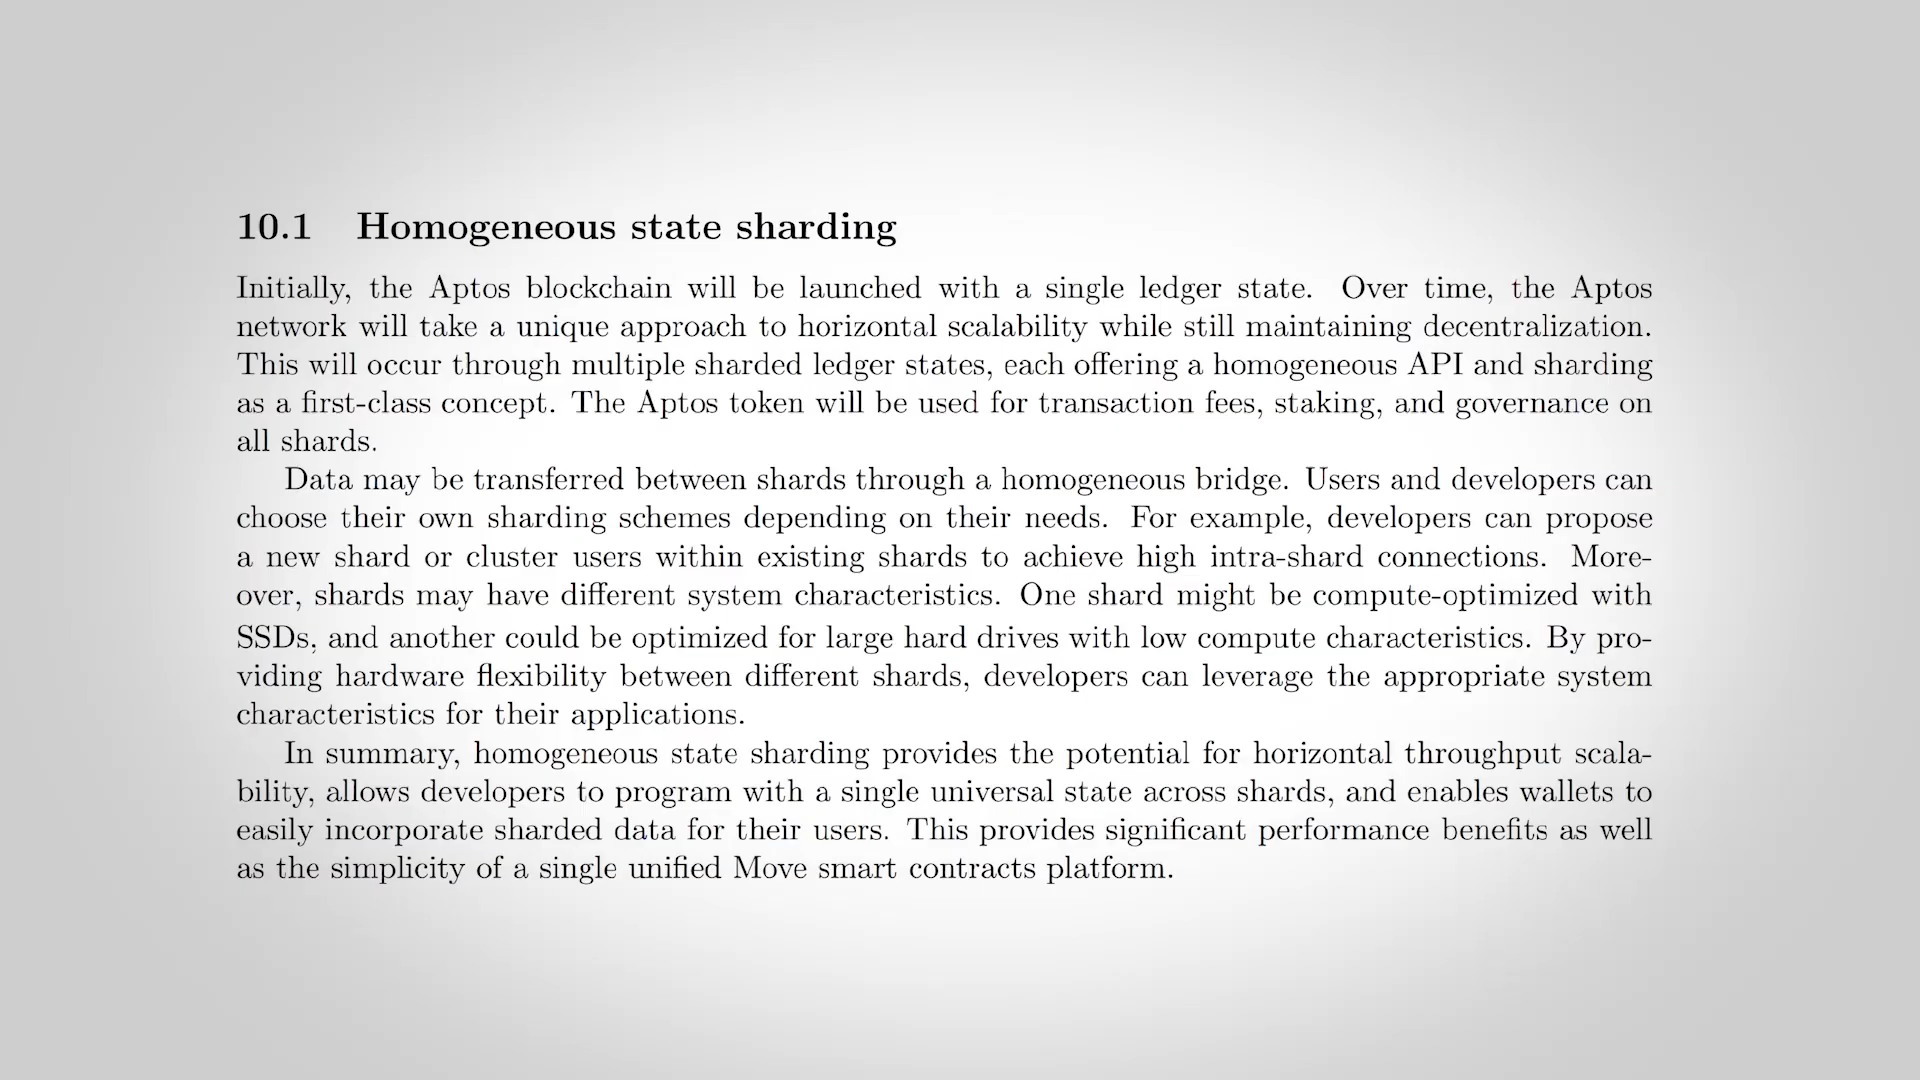 10.1 Homogeneous state sharding
Initially, the Aptos blockchain will be launched with a single ledger state. Over time, the Aptos
network will take a unique approach to horizontal scalability while still maintaining decentralization.
This will occur through multiple sharded ledger states, each offering a homogeneous API and sharding
as a first-class concept. The Aptos token will be used for transaction fees, staking, and governance on
all shards.
Data may be transferred between shards through a homogeneous bridge. Users and developers can
choose their own sharding schemes depending on their needs. For example, developers can propose
a new shard or cluster users within existing shards to achieve high intra-shard connections. More-
over, shards may have different system characteristics. One shard might be compute-optimized with
SSDs, and another could be optimized for large hard drives with low compute characteristics. By pro-
viding hardware flexibility between different shards, developers can leverage the appropriate system
characteristics for their applications.
In summary, homogeneous state sharding provides the potential for horizontal throughput scala-
bility, allows developers to program with a single universal state across shards, and enables wallets to
easily incorporate sharded data for their users. This provides significant performance benefits as well
as the simplicity of a single unified Move smart contracts platform.